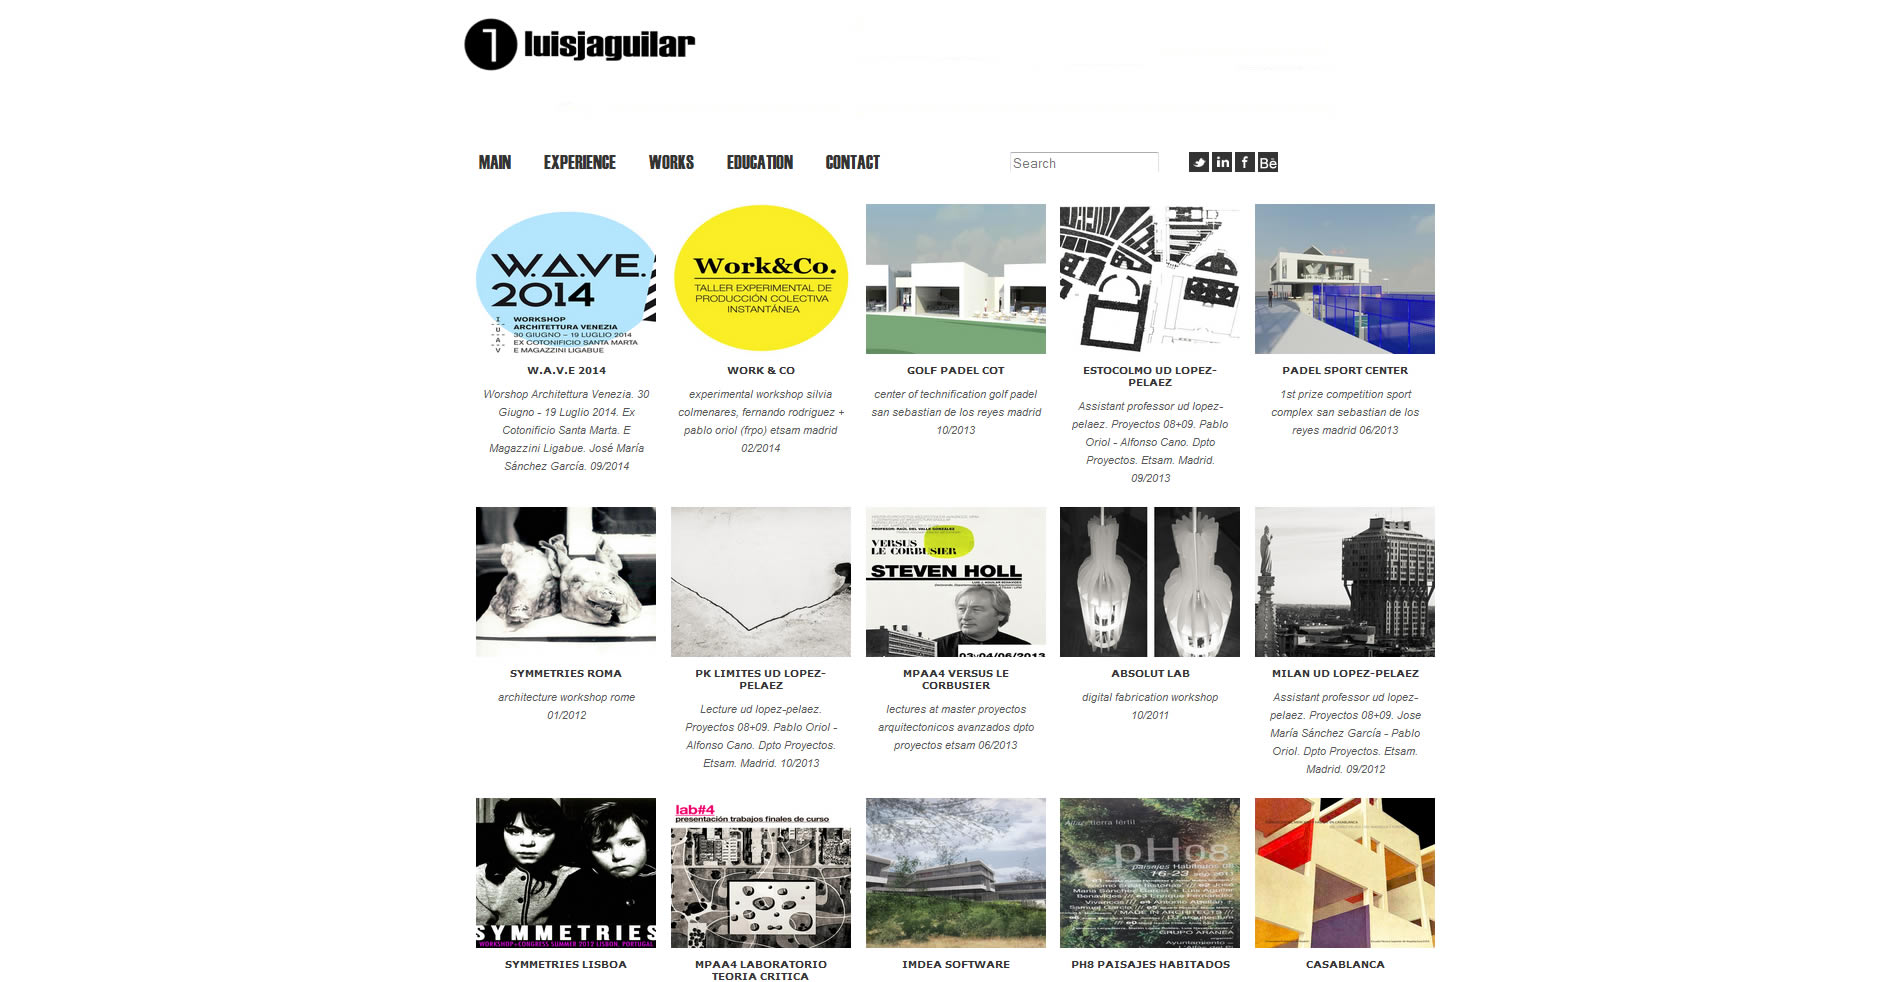 1 luisjaguilar
MAIN EXPERIENCE WORKS EDUCATION CONTACT Search in f Bē
W.A.VE.
2014
I U A V
WORKSHOP
ARCHITETTURA VENEZIA
30 GIUGNO – 19 LUGLIO 2014
EX COTONIFICIO SANTA MARTA
E MAGAZZINI LIGABUE
Work&Co.
TALLER EXPERIMENTAL DE
PRODUCCIÓN COLECTIVA
INSTANTÁNEA
W.A.V.E 2014
Worshop Architettura Venezia. 30
Giugno - 19 Luglio 2014. Ex
Cotonificio Santa Marta. E
Magazzini Ligabue. José María
Sánchez García. 09/2014
WORK & CO
experimental workshop silvia
colmenares, fernando rodriguez +
pablo oriol (frpo) etsam madrid
02/2014
GOLF PADEL COT
center of technification golf padel
san sebastian de los reyes madrid
10/2013
ESTOCOLMO UD LOPEZ-
PELAEZ
Assistant professor ud lopez-
pelaez. Proyectos 08+09. Pablo
Oriol - Alfonso Cano. Dpto
Proyectos. Etsam. Madrid.
09/2013
PADEL SPORT CENTER
1st prize competition sport
complex san sebastian de los
reyes madrid 06/2013
VERSUS
LE CORBUSIER
STEVEN HOLL
03y04/06/2013
SYMMETRIES ROMA
architecture workshop rome
01/2012
PK LIMITES UD LOPEZ-
PELAEZ
Lecture ud lopez-pelaez.
Proyectos 08+09. Pablo Oriol -
Alfonso Cano. Dpto Proyectos.
Etsam. Madrid. 10/2013
MPAA4 VERSUS LE
CORBUSIER
lectures at master proyectos
arquitectonicos avanzados dpto
proyectos etsam 06/2013
ABSOLUT LAB
digital fabrication workshop
10/2011
MILAN UD LOPEZ-PELAEZ
Assistant professor ud lopez-
pelaez. Proyectos 08+09. Jose
María Sánchez García - Pablo
Oriol. Dpto Proyectos. Etsam.
Madrid. 09/2012
SYMMETRIES
WORKSHOP+CONGRESS SUMMER 2012 LISBON, PORTUGAL
lab#4
presentación trabajos finales de curso
pH08
paisajes Habitados 08
16-23 sep 2011
SYMMETRIES LISBOA
MPAA4 LABORATORIO
TEORIA CRITICA
IMDEA SOFTWARE
PH8 PAISAJES HABITADOS
CASABLANCA